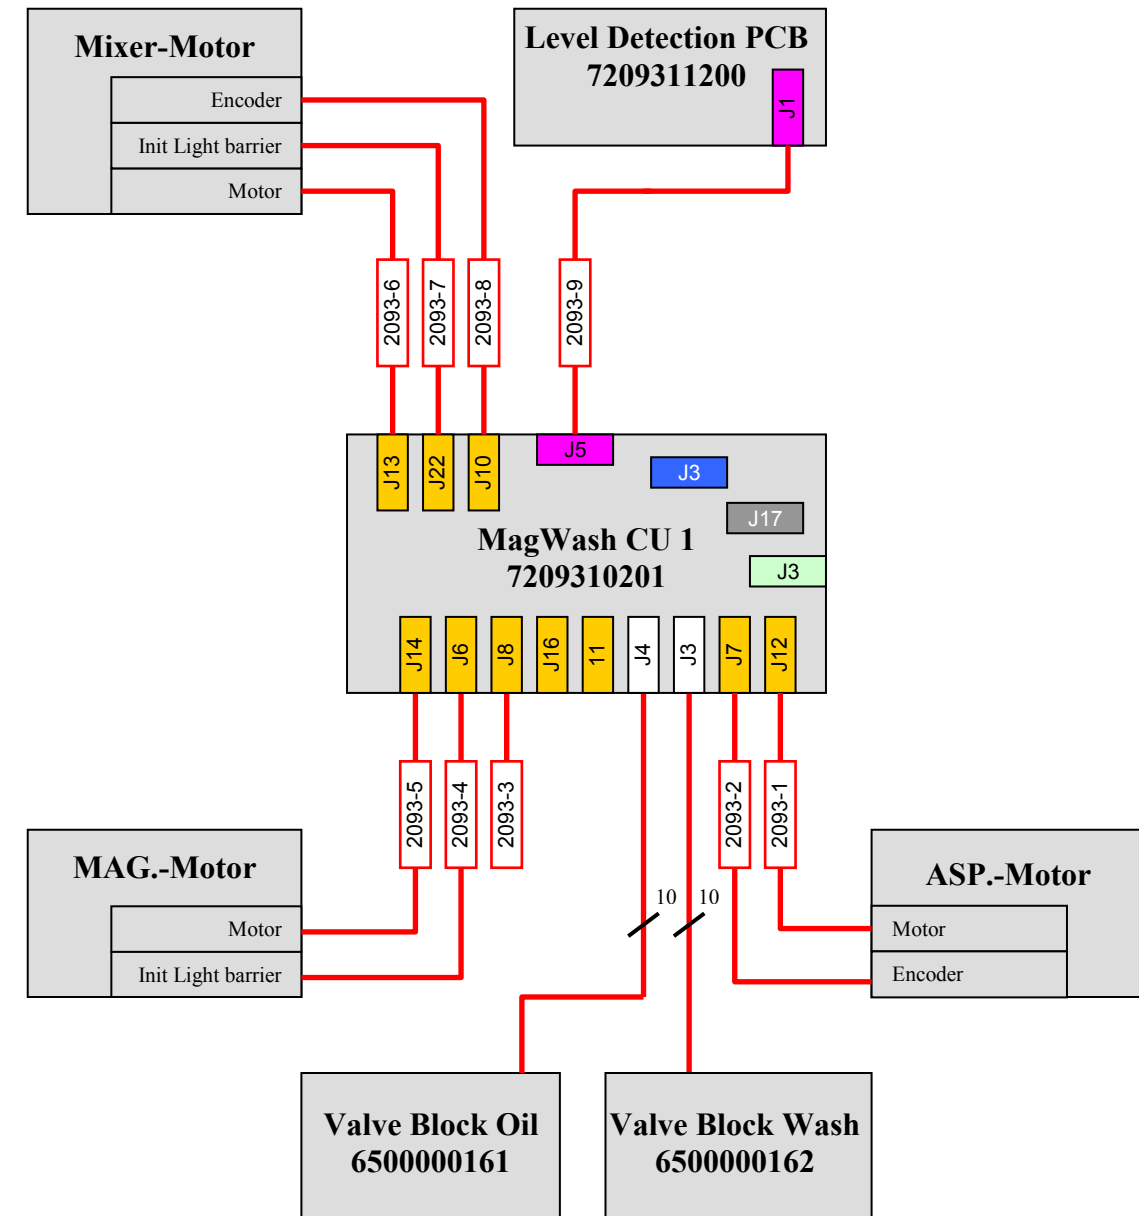 Mixer-Motor
Encoder
Init Light barrier
Motor
Level Detection PCB
7209311200
J1
2093-6
2093-7
2093-8
2093-9
J13
J22
J10
J5
J3
J17
J3
MagWash CU 1
7209310201
J14
J6
J8
J16
11
J4
J3
J7
J12
2093-5
2093-4
2093-3
2093-2
2093-1
MAG.-Motor
Motor
Init Light barrier
10
10
ASP.-Motor
Motor
Encoder
Valve Block Oil
6500000161
Valve Block Wash
6500000162